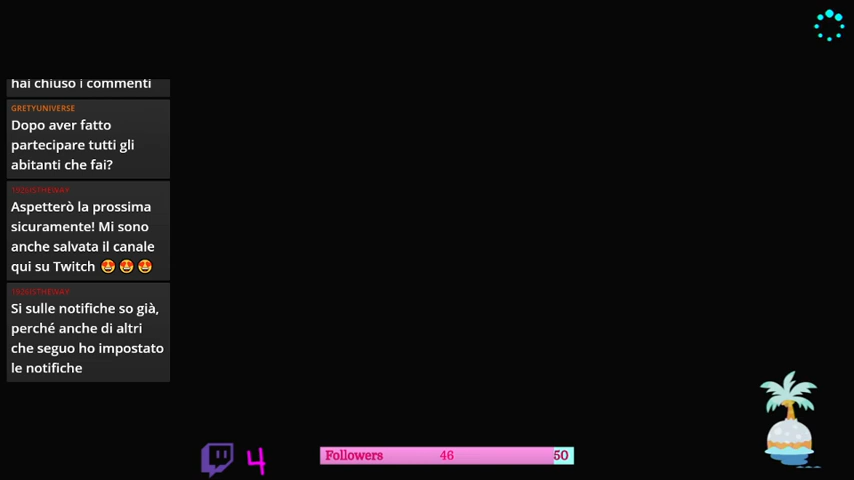 hai chiuso i commenti
GRETYUNIVERSE
Dopo aver fatto
partecipare tutti gli
abitanti che fai?
1920ISTHEWAY
Aspetterò la prossima
sicuramente! Mi sono
anche salvata il canale
qui su Twitch 🤩 🤩 🤩
1920ISTHEWAY
Si sulle notifiche so già,
perché anche di altri
che seguo ho impostato
le notifiche
4
Followers 46 50